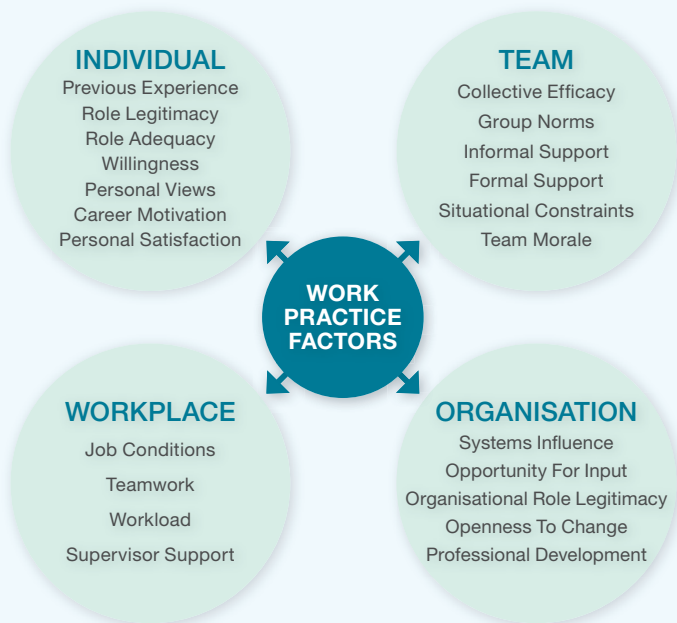 INDIVIDUAL
Previous Experience
Role Legitimacy
Role Adequacy
Willingness
Personal Views
Career Motivation
Personal Satisfaction
TEAM
Collective Efficacy
Group Norms
Informal Support
Formal Support
Situational Constraints
Team Morale
WORK
PRACTICE
FACTORS
WORKPLACE
Job Conditions
Teamwork
Workload
Supervisor Support
ORGANISATION
Systems Influence
Opportunity For Input
Organisational Role Legitimacy
Openness To Change
Professional Development